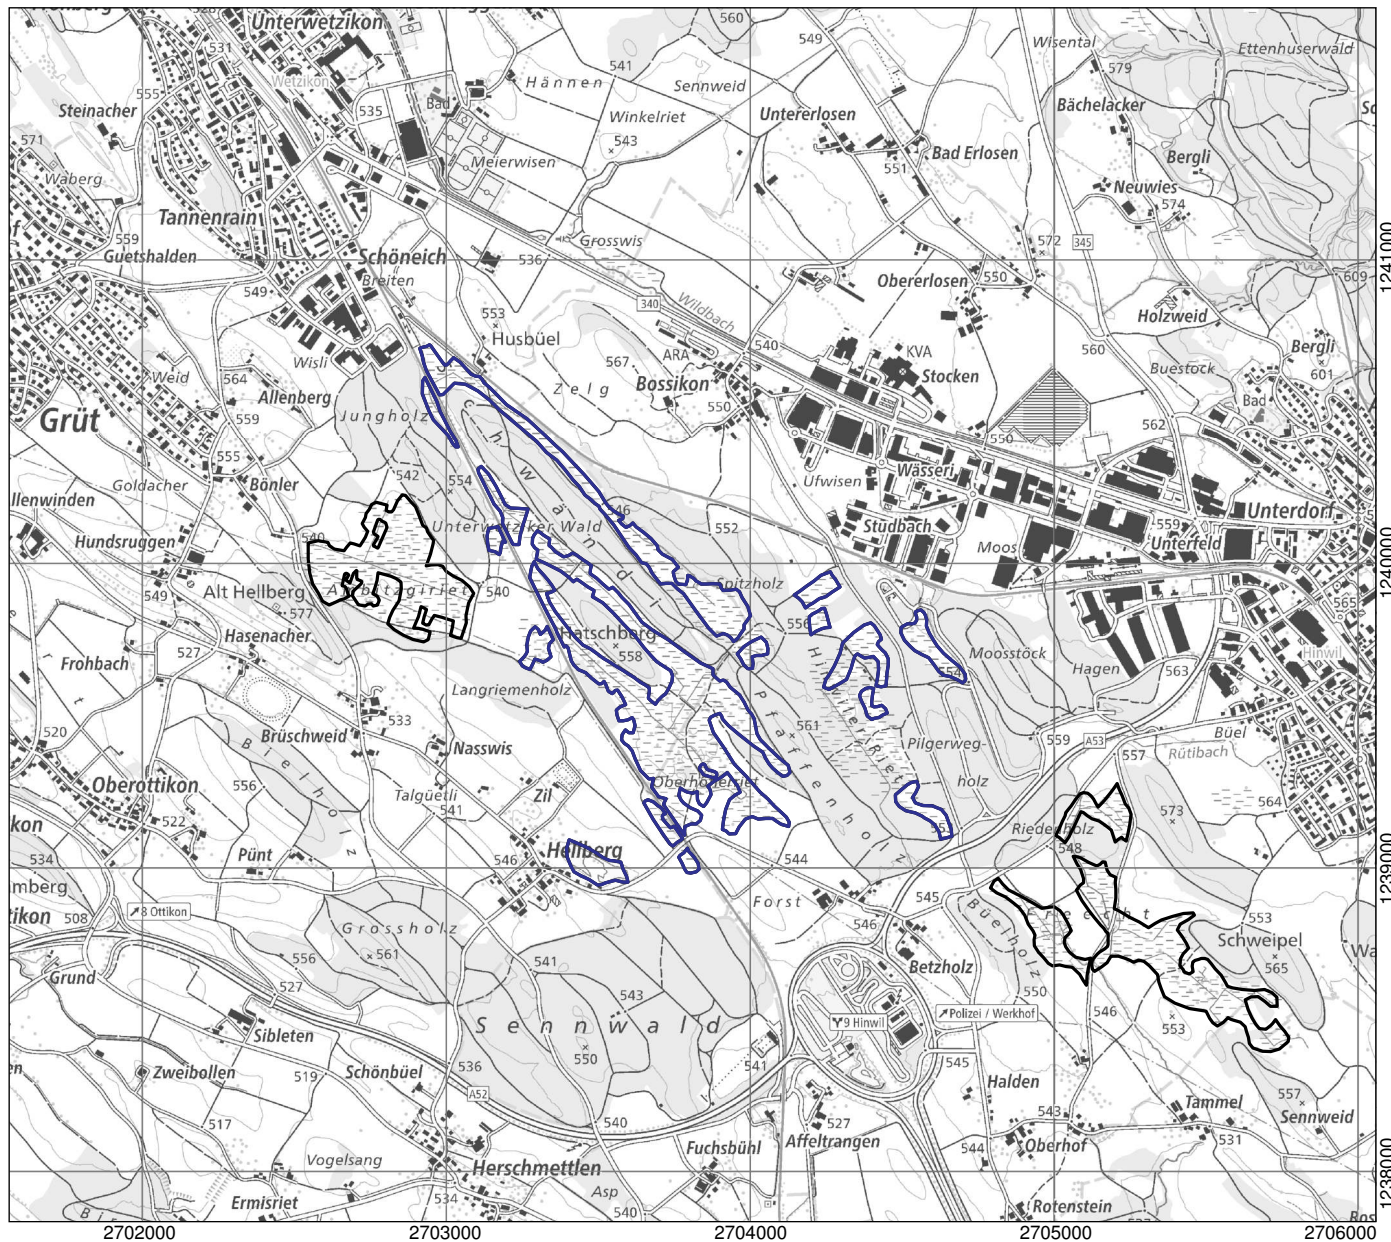 Unterwetzikon
560
549
Wisental
Ettenhuserwald
531
541
Sennweid
579
Hännen
Wetzikon
555
Bad
Steinacher
535
Winkelriet
Untererlosen
Bächelacker
571
543
Meierwisen
551
Bad Erlosen
Bergli
Waberg
Neuwies
574
Tannenrain
559
Guetshalden
Schöneich
Grosswis
536
572
345
Breiten
549
Obererlosen
550
609
340
Wildbach
553
Husbüel
Holzweid
540
KVA
560
Bergli
Wisli
ARA
567
Weid
564
Zelg
Bossikon
Stocken
Buestock
601
Allenberg
Bad
Grüt
Jungholz
550
559
562
550
555
Wässeri
Goldacher
542
Ufwisen
Bönler
554
llenwinden
Schwändi
546
552
Unterwetziker Wald
Studbach
Unterdorf
559
Hundsruggen
540
Moos
Unterfeld
Alt Hellberg
Ambitzgiriet
540
Spitzholz
549
577
565
Hasenacher
Hatschberg
556
527
558
Moosstöck
Hinwil
Frohbach
Hagen
563
554
Langriemenholz
533
Hinterriet
Pfaffenholz
561
520
Brüschweid
Nasswis
Pilgerweg-
holz
559
A53
557
Büel
Rütibach
Bielholz
Oberottikon
556
Talgüetli
541
Zil
Oberhöferriet
564
522
573
kon
551
Riedenholz
534
Pünt
546
Hellberg
544
548
imberg
545
tikon
508
8 Ottikon
Forst
Grossholz
546
Büelholz
553
Schweipel
556
561
565
Grund
541
Betzholz
527
550
543
Polizei / Werkhof
546
Sennwald
9 Hinwil
553
Sibleten
550
536
Zweibollen
519
Schönbüel
541
545
Halden
A52
557
517
540
527
543
Tammel
Sennweid
Fuchsbühl
Affeltrangen
544
Oberhof
531
Vogelsang
Herschmettlen
Asp
Ermisriet
534
540
Rotenstein
1241000
1240000
1239000
1238000
2702000
2703000
2704000
2705000
2706000